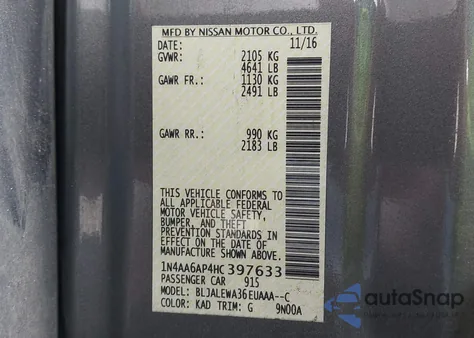 MFD BY NISSAN MOTOR CO., LTD.
DATE: 11/16
GVWR: 2105 KG
4641 LB
GAWR FR.: 1130 KG
2491 LB
GAWR RR.: 990 KG
2183 LB
THIS VEHICLE CONFORMS TO
ALL APPLICABLE FEDERAL
MOTOR VEHICLE SAFETY,
BUMPER, AND THEFT
PREVENTION STANDARDS IN
EFFECT ON THE DATE OF
MANUFACTURE SHOWN ABOVE.
1N4AA6AP4HC397633
PASSENGER CAR 915
MODEL: BLJALEWA36EUAAA--C
COLOR: KAD TRIM: G 9N00A
autoSnap